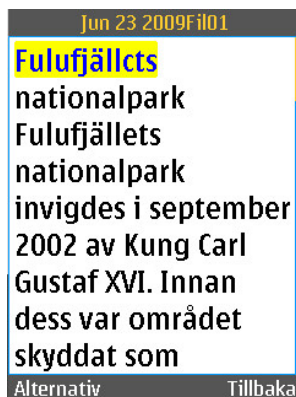 Jun 23 2009Fil01
Fulufjällcts
nationalpark
Fulufjällets
nationalpark
invigdes i september
2002 av Kung Carl
Gustaf XVI. Innan
dess var området
skyddat som
Alternativ Tillbaka